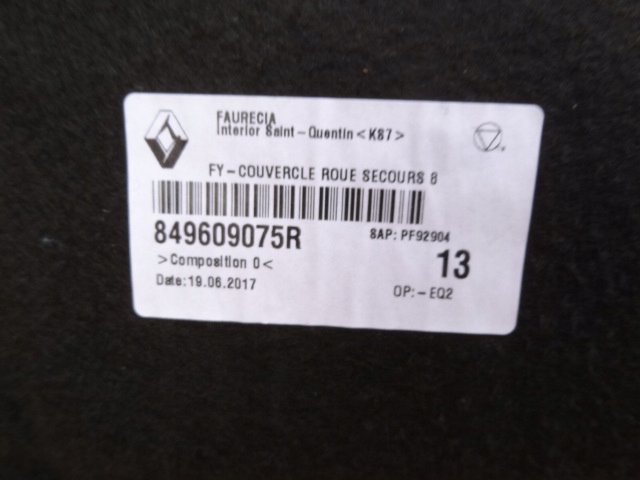 FAURECIA
Interior Saint-Quentin <K67>
FY-COUVERCLE ROUE SECOURS 8
849609075R
SAP: PF92904
>Composition 0<
13
Date:19.06.2017
OP:-EQ2